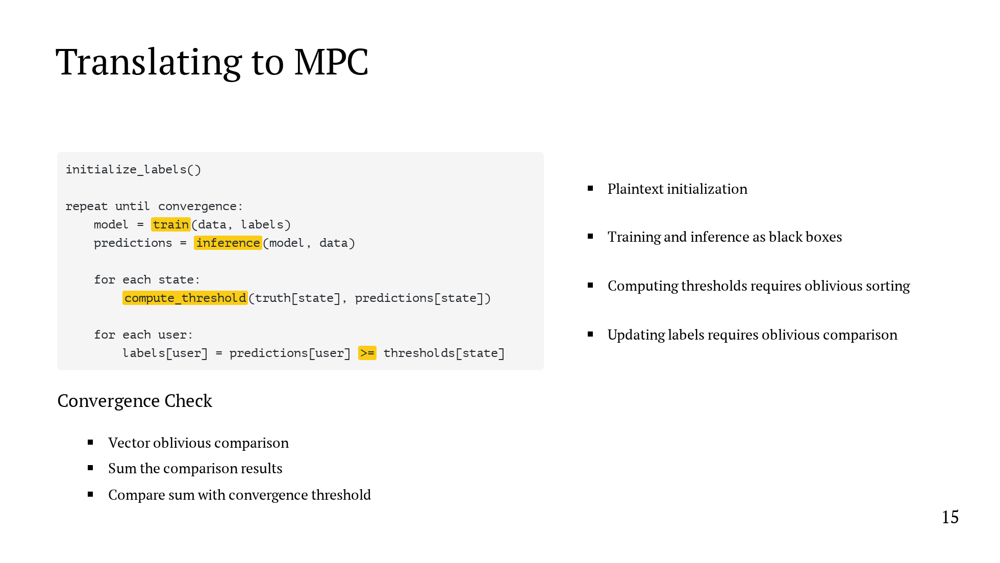 Translating to MPC
initialize_labels()
repeat until convergence:
    model = train(data, labels)
    predictions = inference(model, data)
    for each state:
        compute_threshold(truth[state], predictions[state])
    for each user:
        labels[user] = predictions[user] >= thresholds[state]
▪ Plaintext initialization
▪ Training and inference as black boxes
▪ Computing thresholds requires oblivious sorting
▪ Updating labels requires oblivious comparison
Convergence Check
▪ Vector oblivious comparison
▪ Sum the comparison results
▪ Compare sum with convergence threshold
15